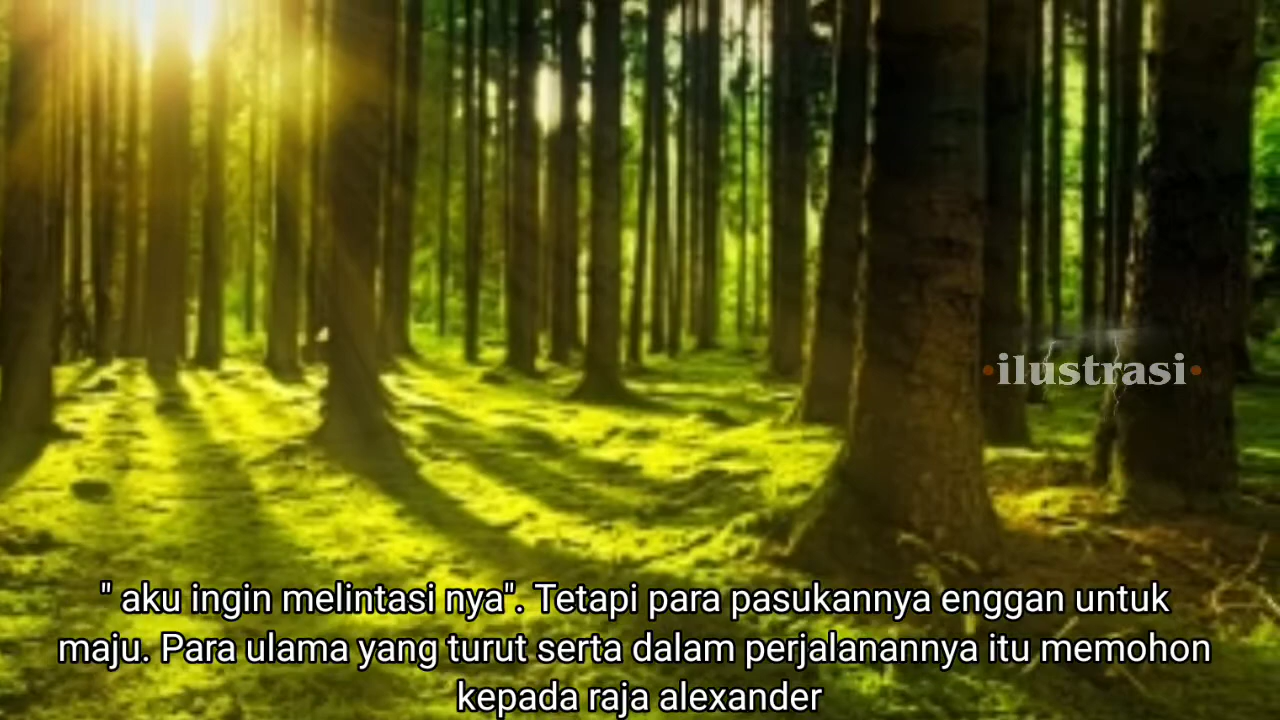 •ilustrasi•
" aku ingin melintasi nya". Tetapi para pasukannya enggan untuk
maju. Para ulama yang turut serta dalam perjalanannya itu memohon
kepada raja alexander